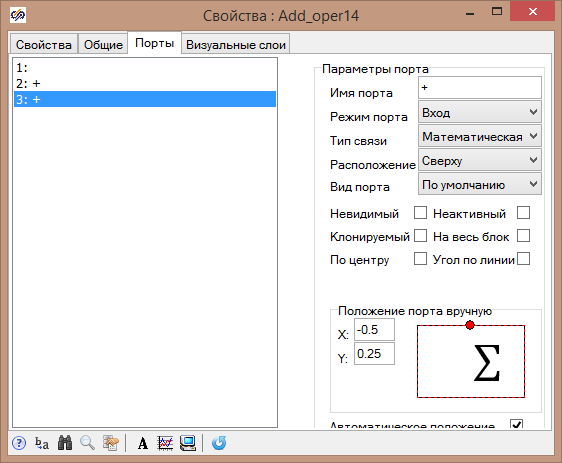 Свойства : Add_oper14
Свойства Общие Порты Визуальные слои
1:
2: +
3: +
Параметры порта
Имя порта +
Режим порта Вход
Тип связи Математическая
Расположение Сверху
Вид порта По умолчанию
Невидимый Неактивный
Клонируемый На весь блок
По центру Угол по линии
Положение порта вручную
X: -0.5
Y: 0.25
Σ
Автоматическое положение
ba
A